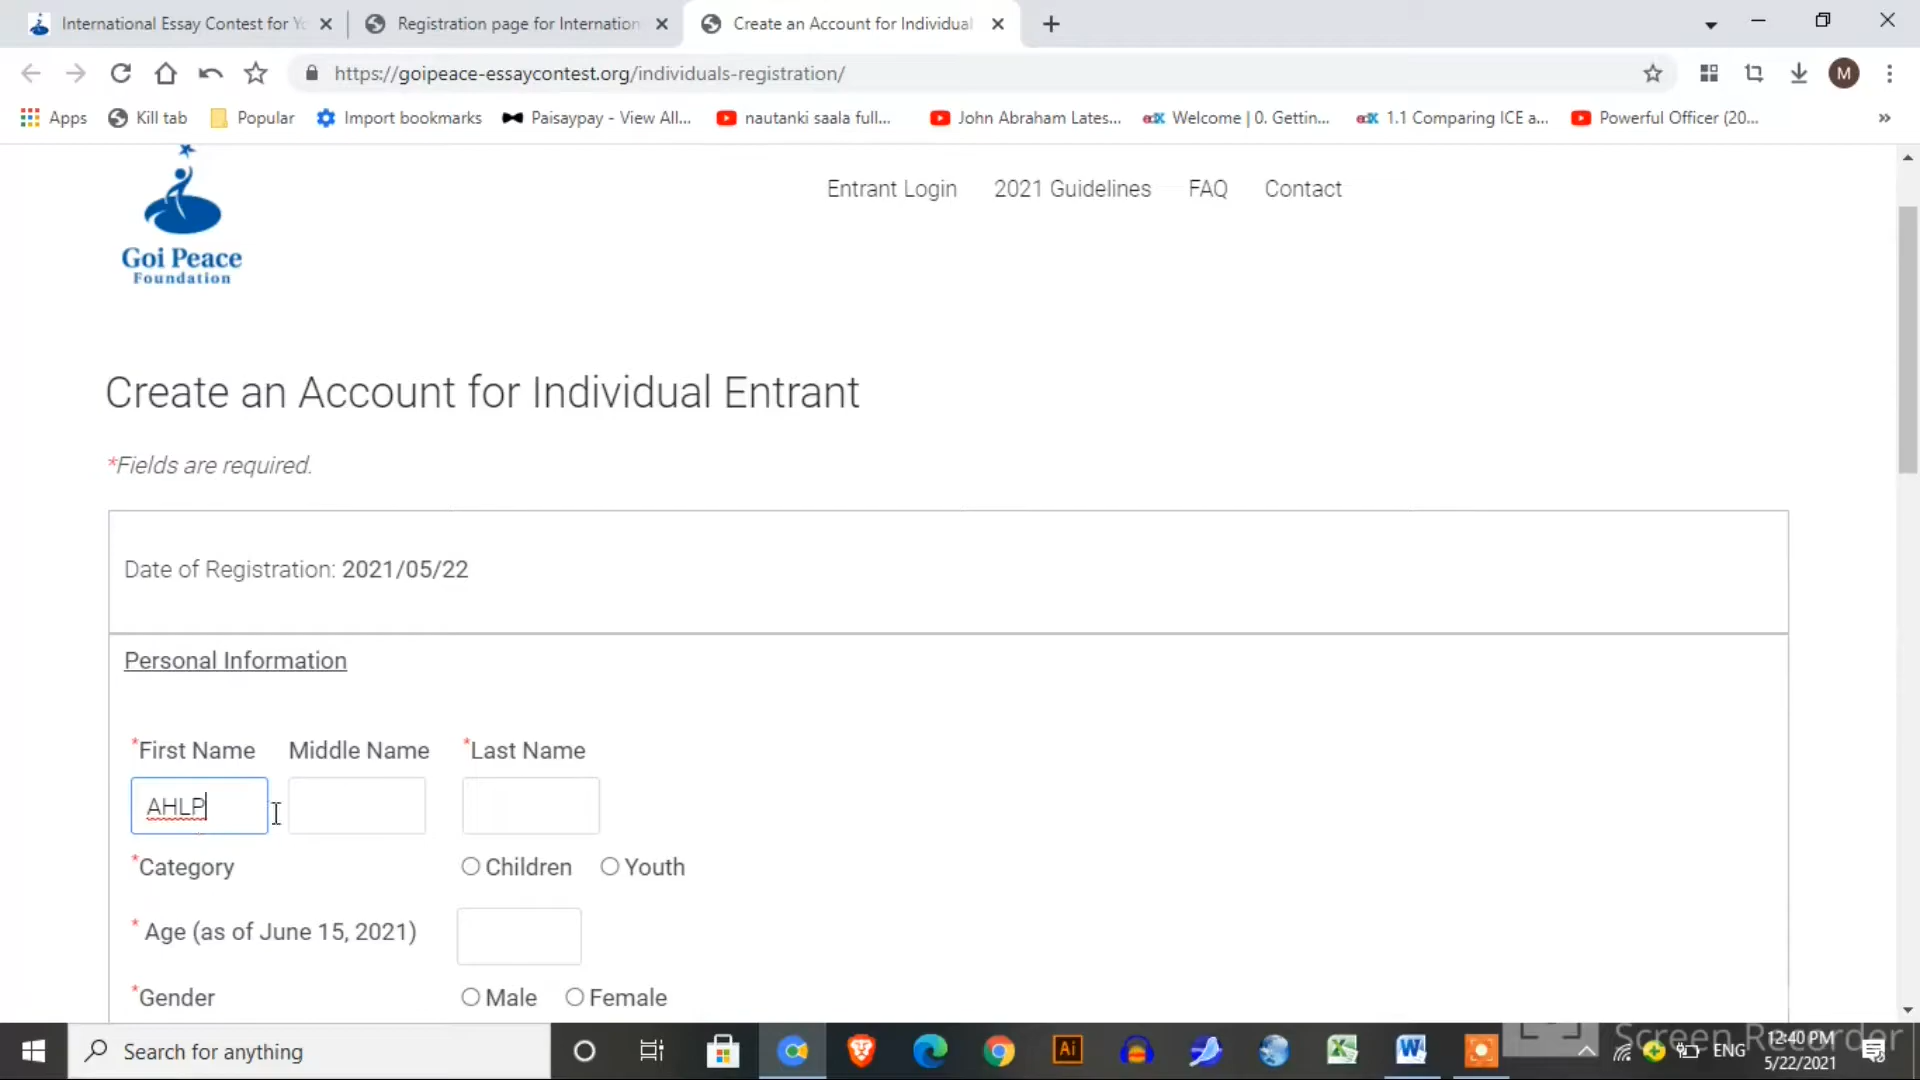 International Essay Contest for Yo
Registration page for Internation
Create an Account for Individual
M
https://goipeace-essaycontest.org/individuals-registration/
Apps
Kill tab
Popular
Import bookmarks
Paisaypay - View All...
nautanki saala full...
John Abraham Lates...
edX
Welcome | 0. Gettin...
edX
1.1 Comparing ICE a...
Powerful Officer (20...
»
Goi Peace
Foundation
Entrant Login
2021 Guidelines
FAQ
Contact
Create an Account for Individual Entrant
*Fields are required.
Date of Registration: 2021/05/22
Personal Information
*First Name
Middle Name
*Last Name
AHLP
*Category
Children
Youth
* Age (as of June 15, 2021)
*Gender
Male
Female
Search for anything
Ai
ENG
12:40 PM
5/22/2021
Screen Recorder